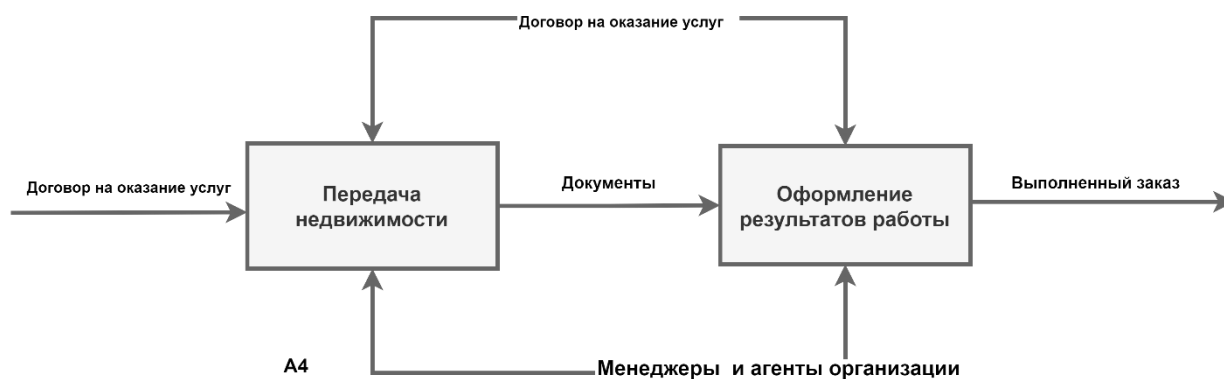 Договор на оказание услуг
Договор на оказание услуг
Передача
недвижимости
Документы
Оформление
результатов работы
Выполненный заказ
A4
Менеджеры и агенты организации